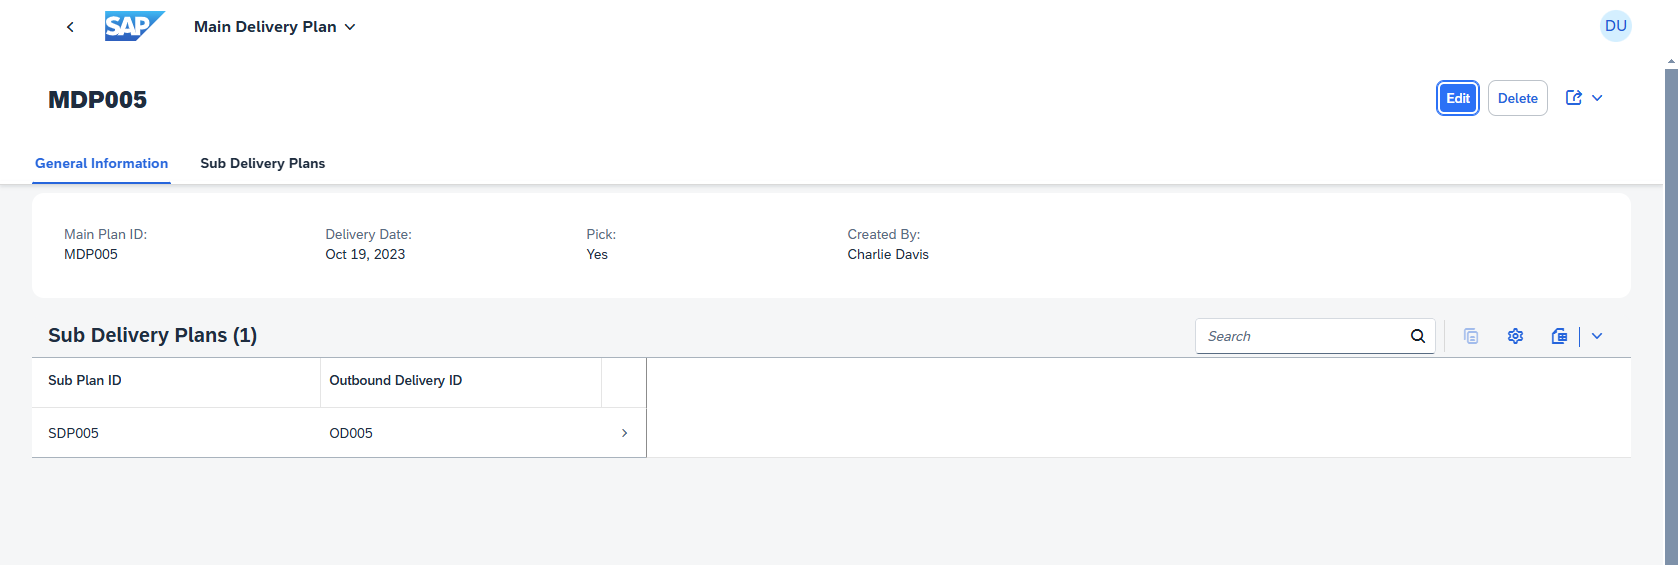 SAP Main Delivery Plan DU
MDP005 Edit Delete
General Information Sub Delivery Plans
Main Plan ID: Delivery Date: Pick: Created By:
MDP005 Oct 19, 2023 Yes Charlie Davis
Sub Delivery Plans (1) Search
Sub Plan ID Outbound Delivery ID
SDP005 OD005